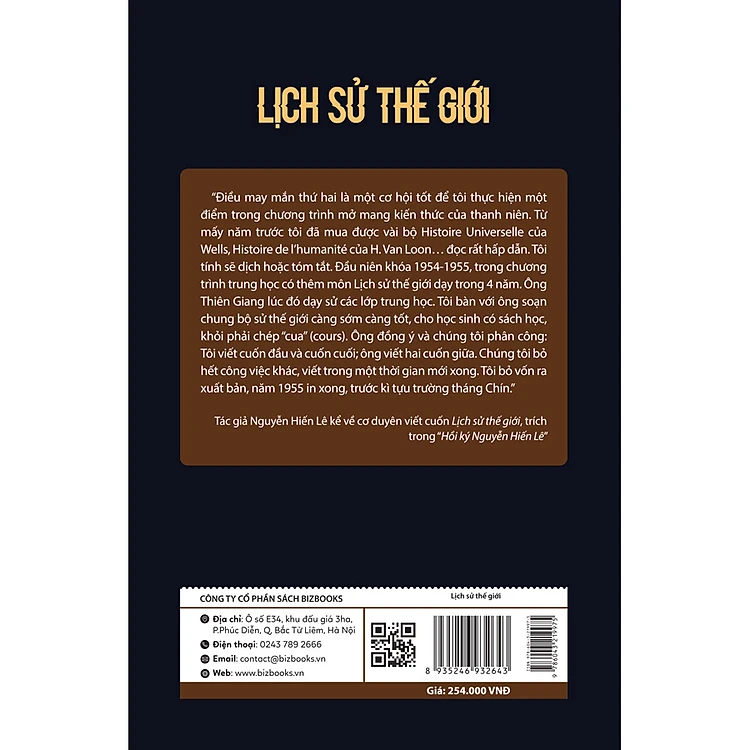 LỊCH SỬ THẾ GIỚI
“Điều may mắn thứ hai là một cơ hội tốt để tôi thực hiện một
điểm trong chương trình mở mang kiến thức của thanh niên. Từ
mấy năm trước tôi đã mua được vài bộ Histoire Universelle của
Wells, Histoire de l’humanité của H. Van Loon… đọc rất hấp dẫn. Tôi
tính sẽ dịch hoặc tóm tắt. Đầu niên khóa 1954-1955, trong chương
trình trung học có thêm môn Lịch sử thế giới dạy trong 4 năm. Ông
Thiên Giang lúc đó dạy sử các lớp trung học. Tôi bàn với ông soạn
chung bộ sử thế giới càng sớm càng tốt, cho học sinh có sách học,
khỏi phải chép “cua” (cours). Ông đồng ý và chúng tôi phân công:
Tôi viết cuốn đầu và cuốn cuối; ông viết hai cuốn giữa. Chúng tôi bỏ
hết công việc khác, viết trong một thời gian mới xong. Tôi bỏ vốn ra
xuất bản, năm 1955 in xong, trước kì tựu trường tháng Chín.”
Tác giả Nguyễn Hiến Lê kể về cơ duyên viết cuốn Lịch sử thế giới, trích
trong “Hồi ký Nguyễn Hiến Lê”
CÔNG TY CỔ PHẦN SÁCH BIZBOOKS
Địa chỉ: Ô số E34, khu đấu giá 3ha,
P.Phúc Diễn, Q, Bắc Từ Liêm, Hà Nội
Điện thoại: 0243 789 2666
Email: contact@bizbooks.vn
Web: www.bizbooks.vn
Lịch sử thế giới
8 935246 932643
9 786043 219975
Giá: 254.000 VNĐ